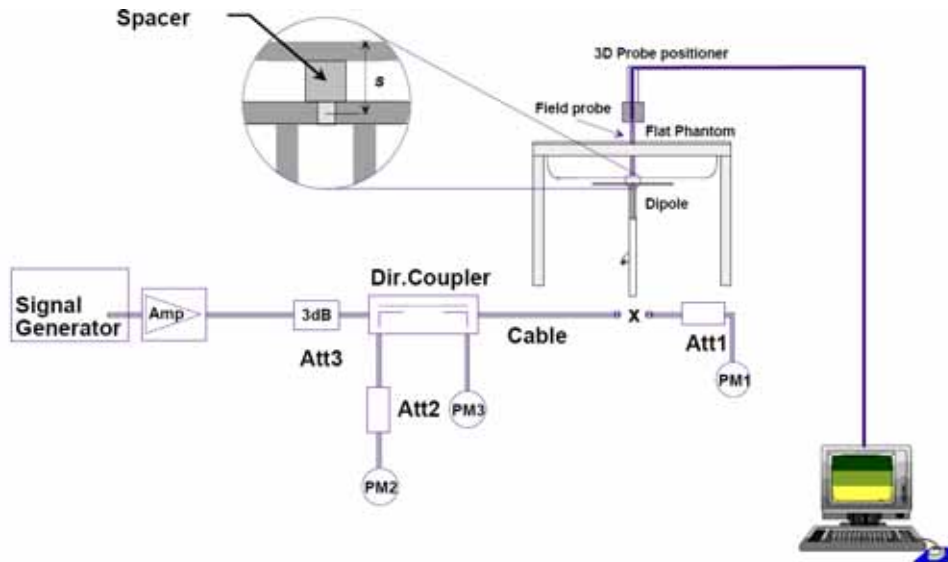 Spacer
s
3D Probe positioner
Field probe
Flat Phantom
Dipole
Signal
Generator
Amp
3dB
Att3
Dir.Coupler
Cable
x
Att1
PM1
Att2
PM3
PM2